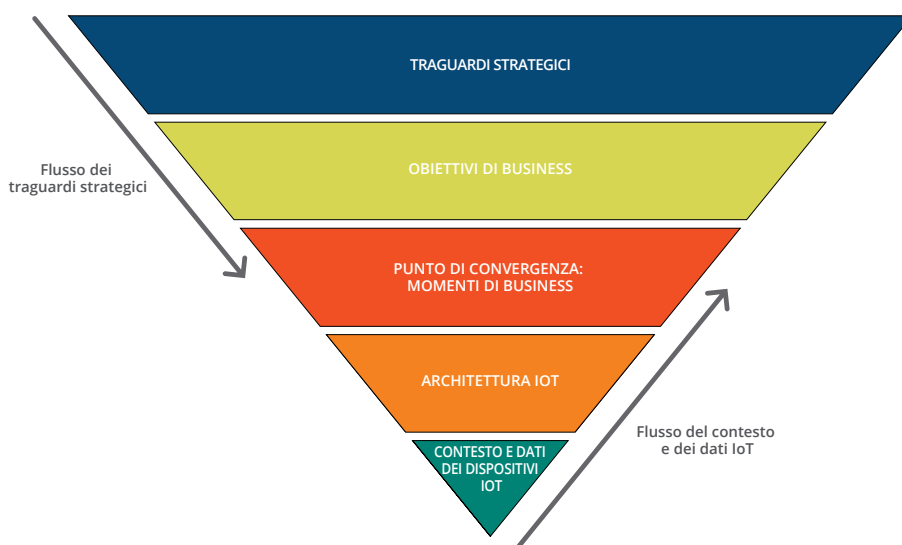 TRAGUARDI STRATEGICI
OBIETTIVI DI BUSINESS
Flusso dei
traguardi strategici
PUNTO DI CONVERGENZA:
MOMENTI DI BUSINESS
ARCHITETTURA IOT
Flusso del contesto
e dei dati IoT
CONTESTO E DATI
DEI DISPOSITIVI
IOT